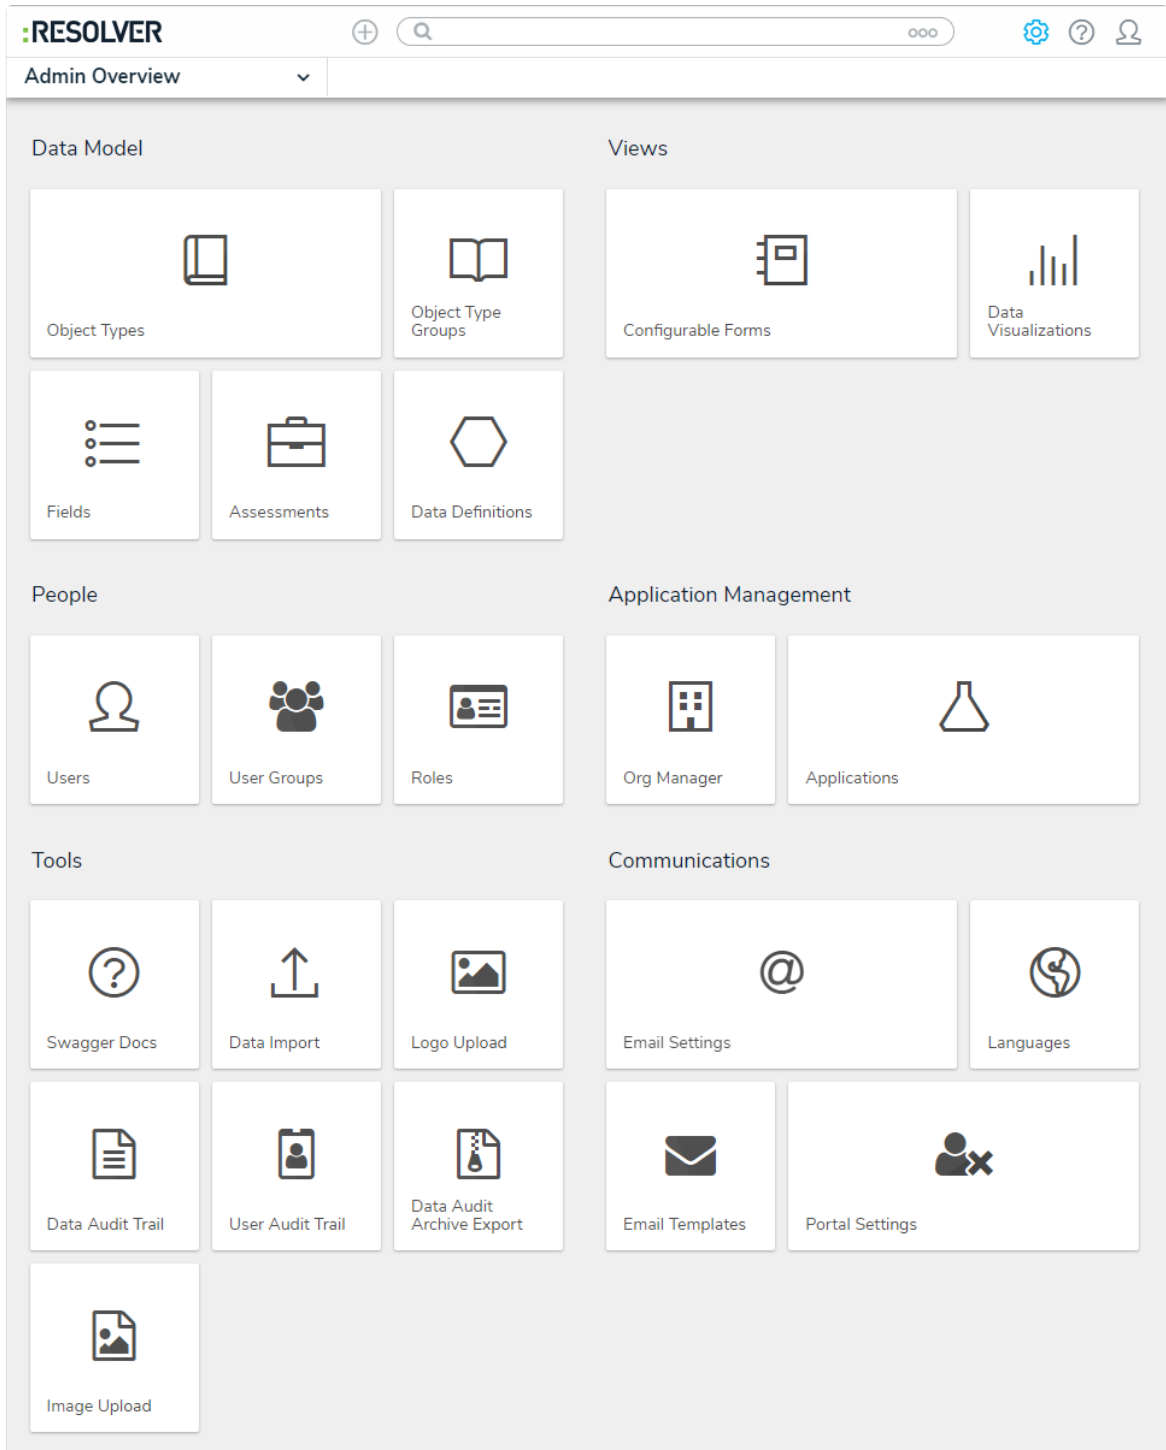 :RESOLVER
Admin Overview
Data Model
Object Types
Object Type
Groups
Fields
Assessments
Data Definitions
Views
Configurable Forms
Data
Visualizations
People
Users
User Groups
Roles
Application Management
Org Manager
Applications
Tools
Swagger Docs
Data Import
Logo Upload
Data Audit Trail
User Audit Trail
Data Audit
Archive Export
Image Upload
Communications
Email Settings
Languages
Email Templates
Portal Settings